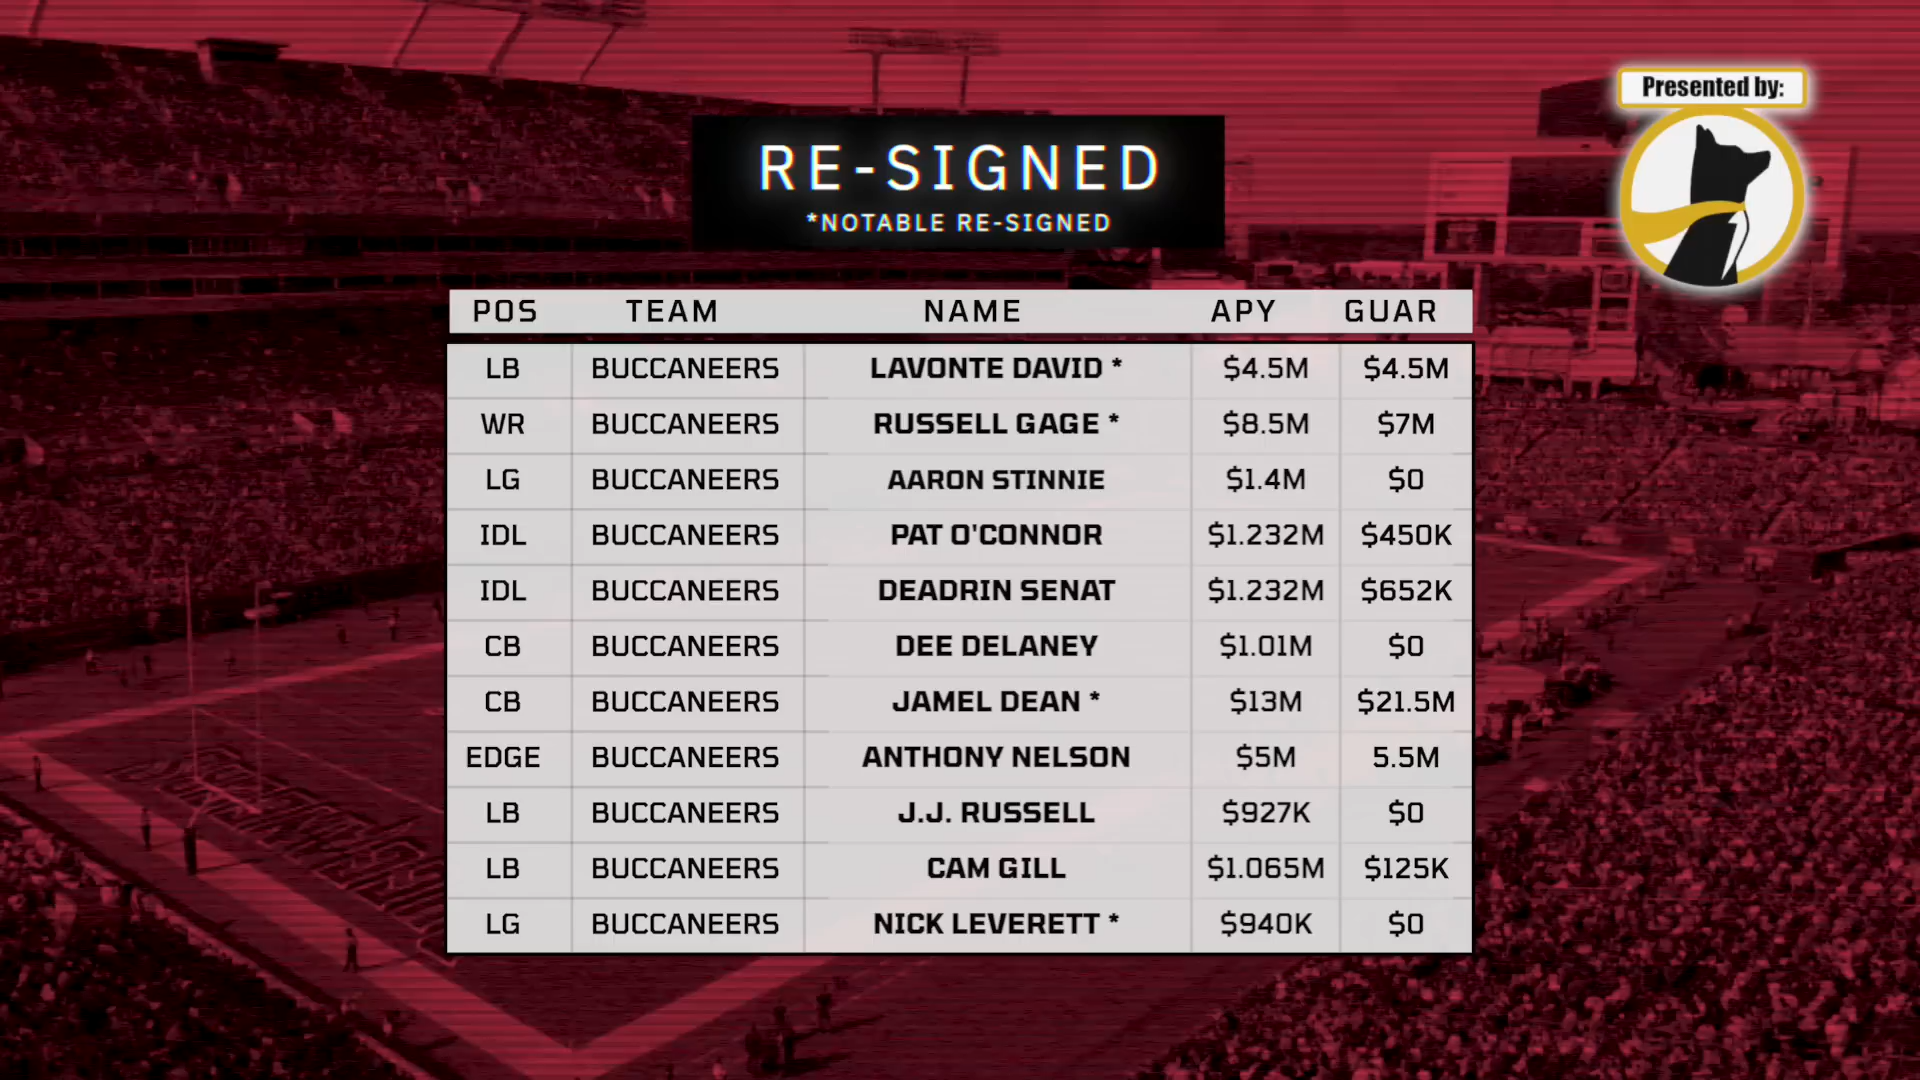 Presented by:
RE-SIGNED
*NOTABLE RE-SIGNED
POS TEAM NAME APY GUAR
LB BUCCANEERS LAVONTE DAVID * $4.5M $4.5M
WR BUCCANEERS RUSSELL GAGE * $8.5M $7M
LG BUCCANEERS AARON STINNIE $1.4M $0
IDL BUCCANEERS PAT O'CONNOR $1.232M $450K
IDL BUCCANEERS DEADRIN SENAT $1.232M $652K
CB BUCCANEERS DEE DELANEY $1.01M $0
CB BUCCANEERS JAMEL DEAN * $13M $21.5M
EDGE BUCCANEERS ANTHONY NELSON $5M 5.5M
LB BUCCANEERS J.J. RUSSELL $927K $0
LB BUCCANEERS CAM GILL $1.065M $125K
LG BUCCANEERS NICK LEVERETT * $940K $0